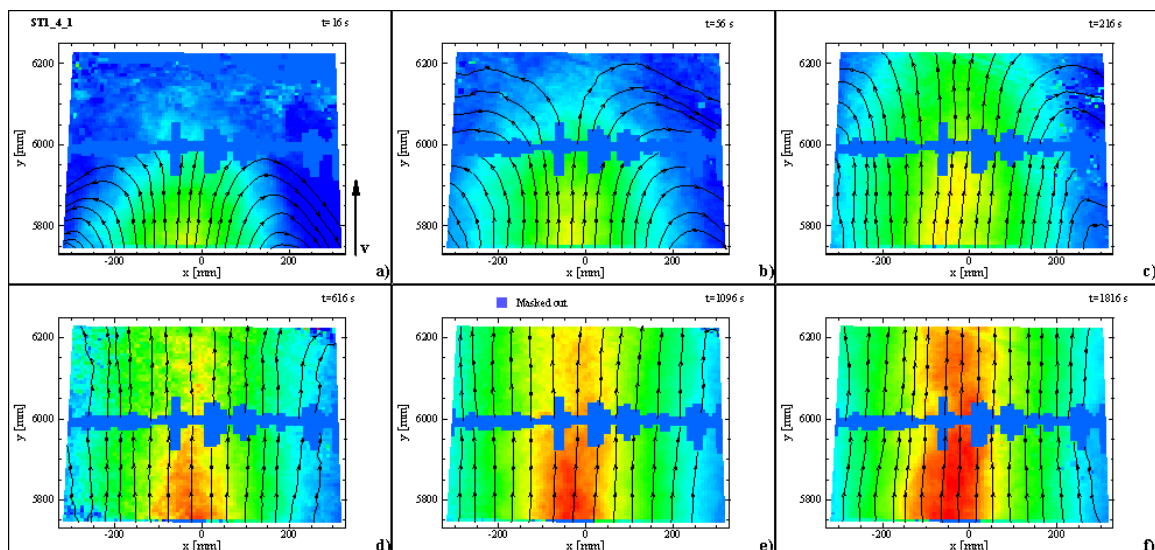 ST1_4_1
t=16 s
t=56 s
t=216 s
6200
6000
5800
y [mm]
-200
0
200
x [mm]
V
a)
6200
6000
5800
y [mm]
-200
0
200
x [mm]
b)
6200
6000
5800
y [mm]
-200
0
200
x [mm]
c)
t=616 s
Masked out
t=1096 s
t=1816 s
6200
6000
5800
y [mm]
-200
0
200
x [mm]
d)
6200
6000
5800
y [mm]
-200
0
200
x [mm]
e)
6200
6000
5800
y [mm]
-200
0
200
x [mm]
f)